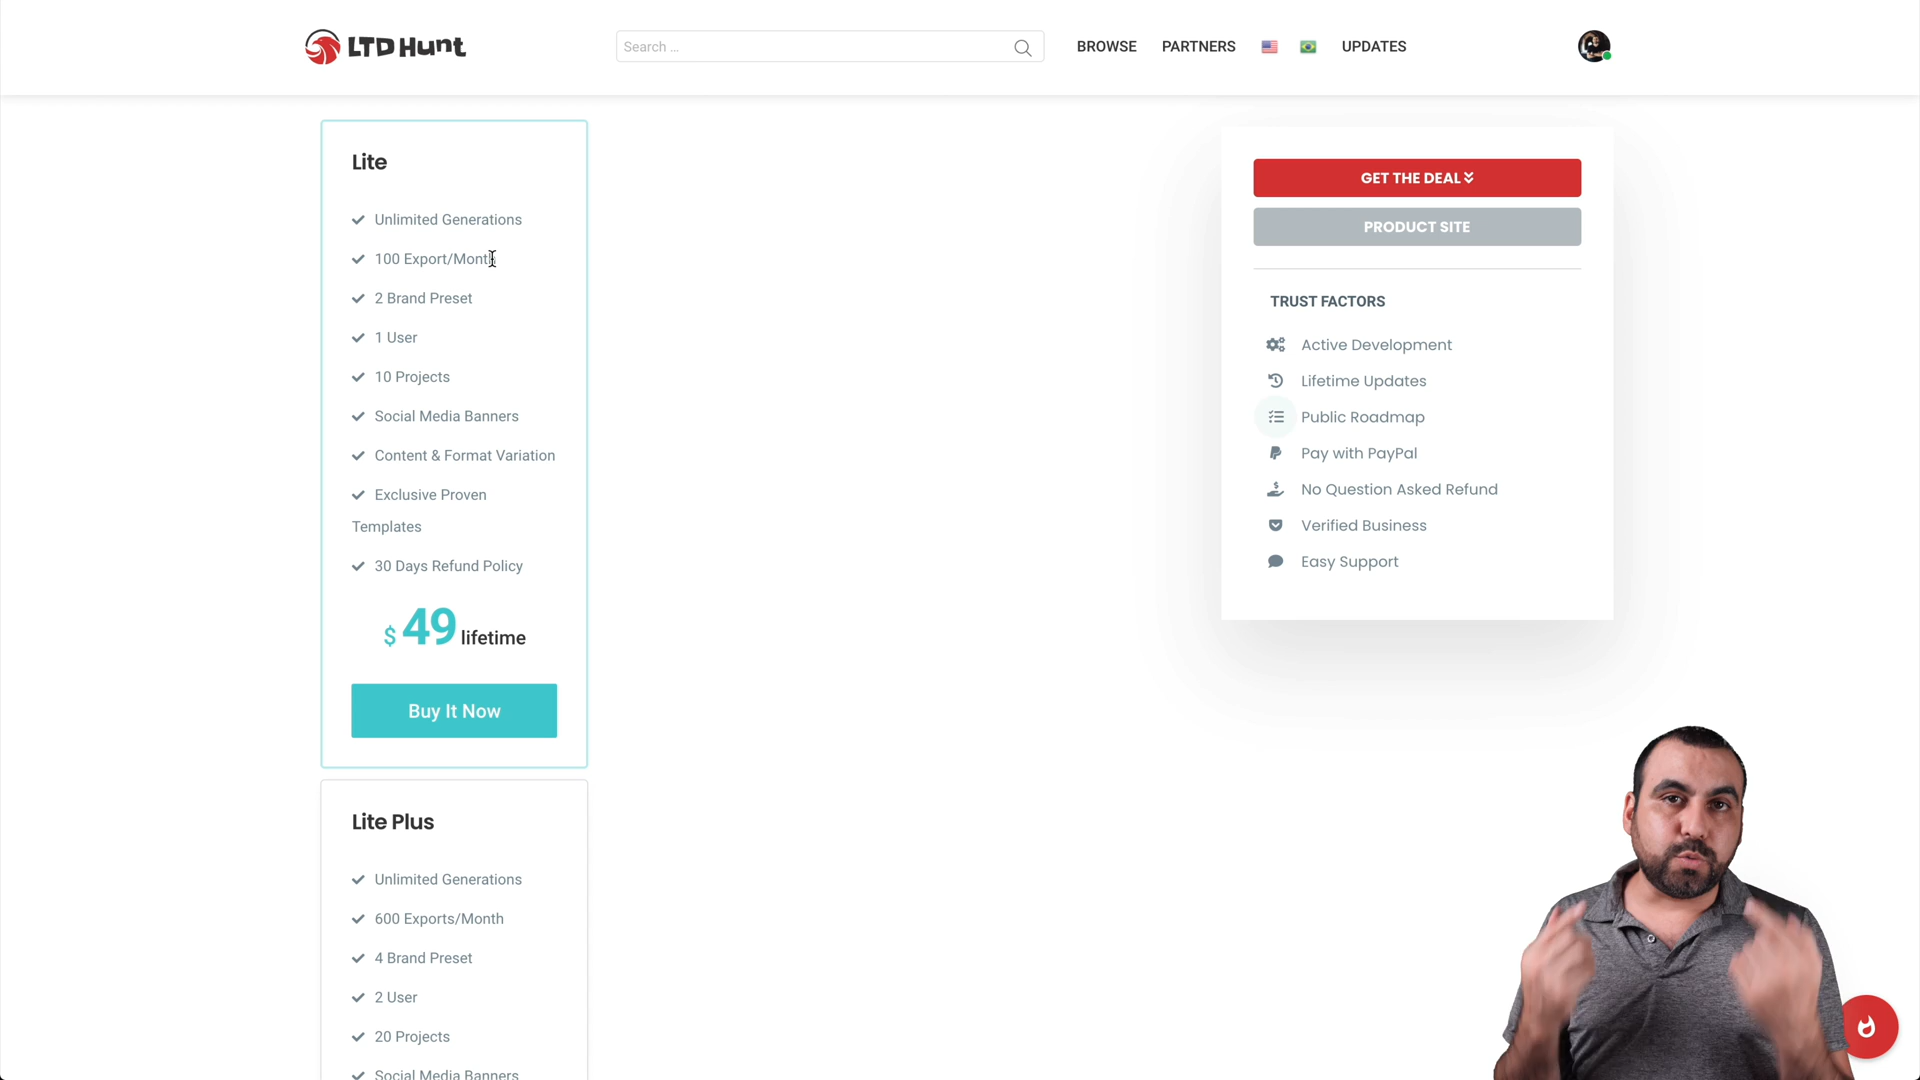 LTD Hunt
Search ...
BROWSE
PARTNERS
UPDATES
Lite
Unlimited Generations
100 Export/Month
2 Brand Preset
1 User
10 Projects
Social Media Banners
Content & Format Variation
Exclusive Proven
Templates
30 Days Refund Policy
$ 49 lifetime
Buy It Now
Lite Plus
Unlimited Generations
600 Exports/Month
4 Brand Preset
2 User
20 Projects
Social Media Banners
GET THE DEAL
PRODUCT SITE
TRUST FACTORS
Active Development
Lifetime Updates
Public Roadmap
Pay with PayPal
No Question Asked Refund
Verified Business
Easy Support